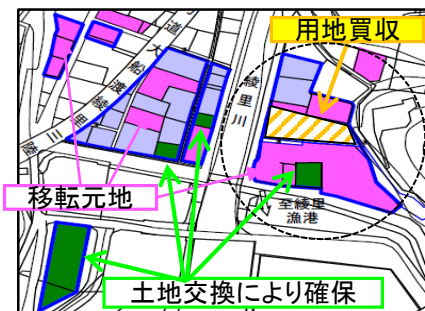 用地買収
道
大船渡綾里三陸
綾里川
移転元地
至綾里
漁港
土地交換により確保